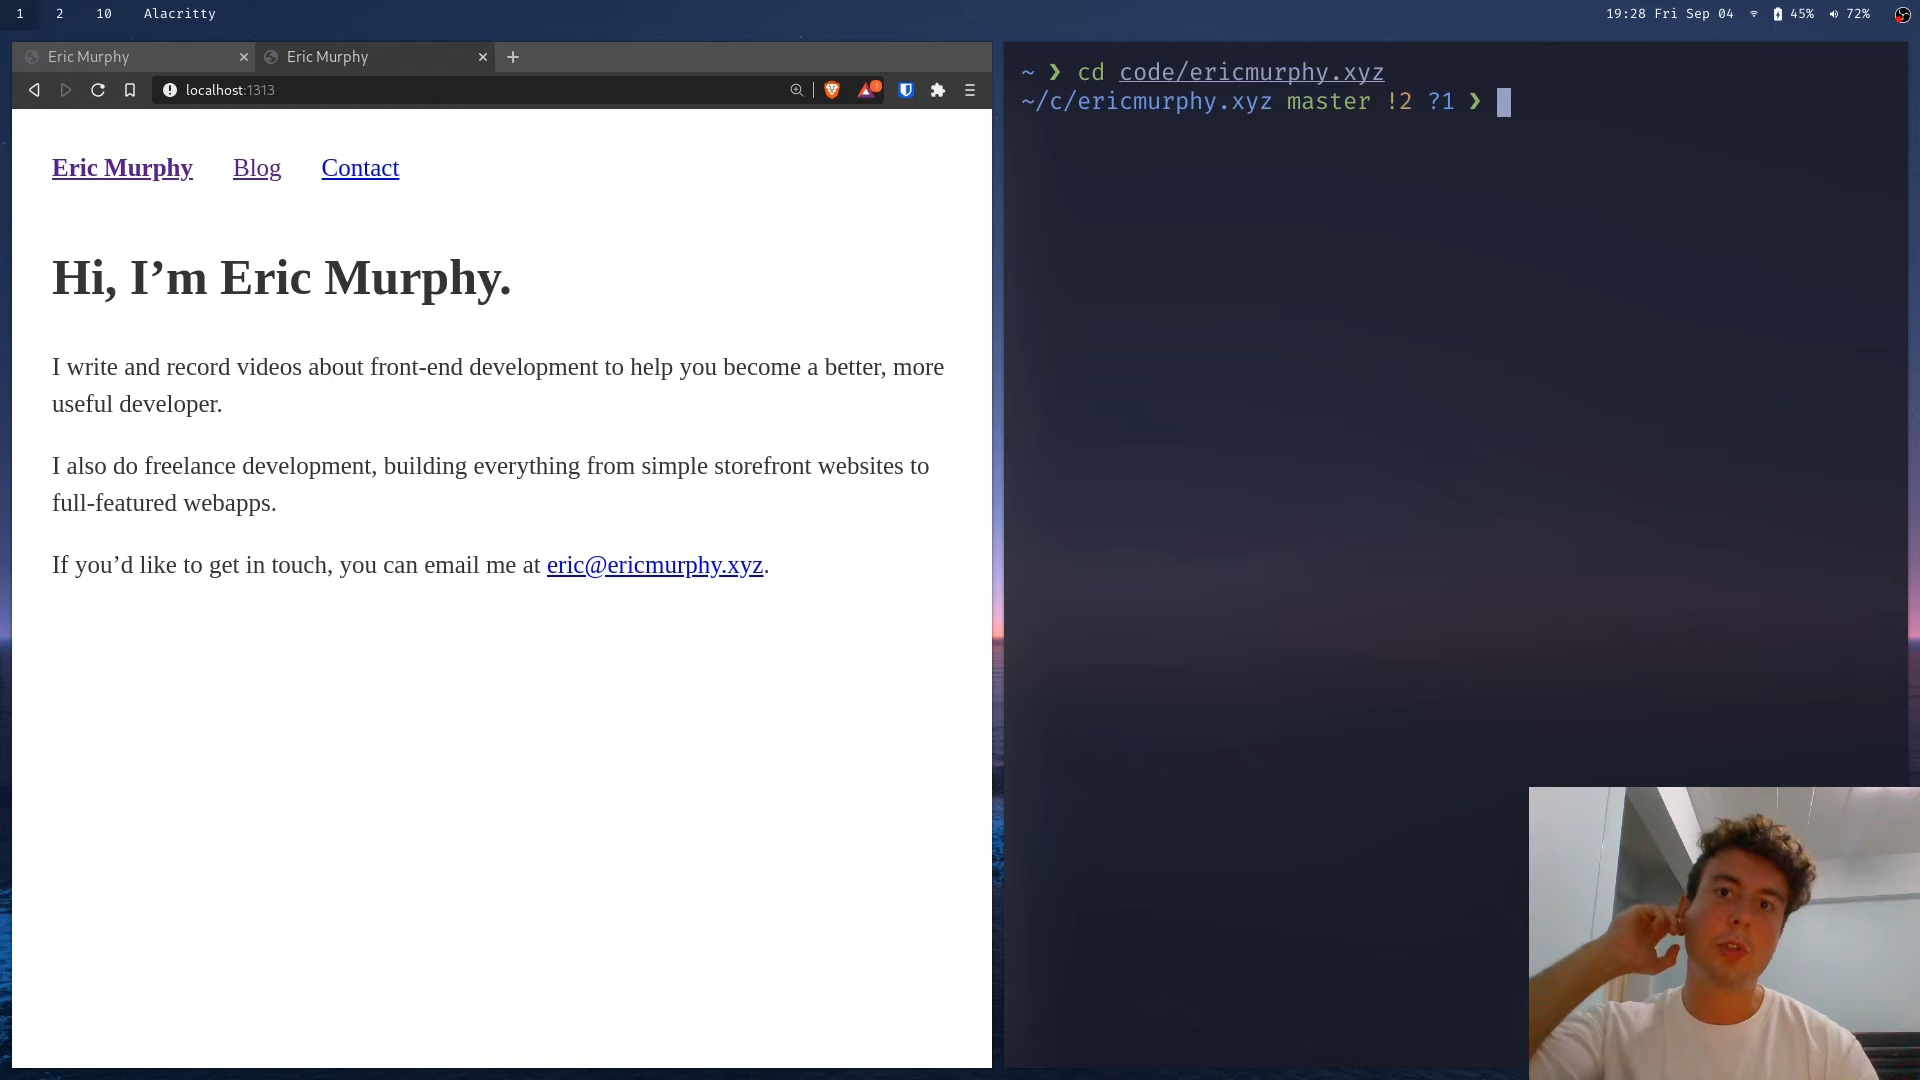 1 2 10 Alacritty 19:28 Fri Sep 04 45% 72%
Eric Murphy Eric Murphy
localhost:1313 1
Eric Murphy Blog Contact
Hi, I’m Eric Murphy.
I write and record videos about front-end development to help you become a better, more
useful developer.
I also do freelance development, building everything from simple storefront websites to
full-featured webapps.
If you’d like to get in touch, you can email me at eric@ericmurphy.xyz.
~ ❯ cd code/ericmurphy.xyz
~/c/ericmurphy.xyz master !2 ?1 ❯